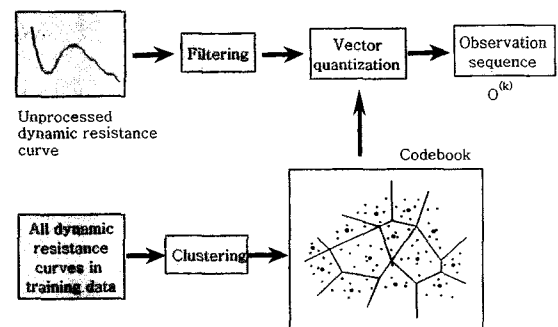 Filtering
Vector
quantization
Observation
sequence
O(k)
Unprocessed
dynamic resistance
curve
Codebook
All dynamic
resistance
curves in
training data
Clustering